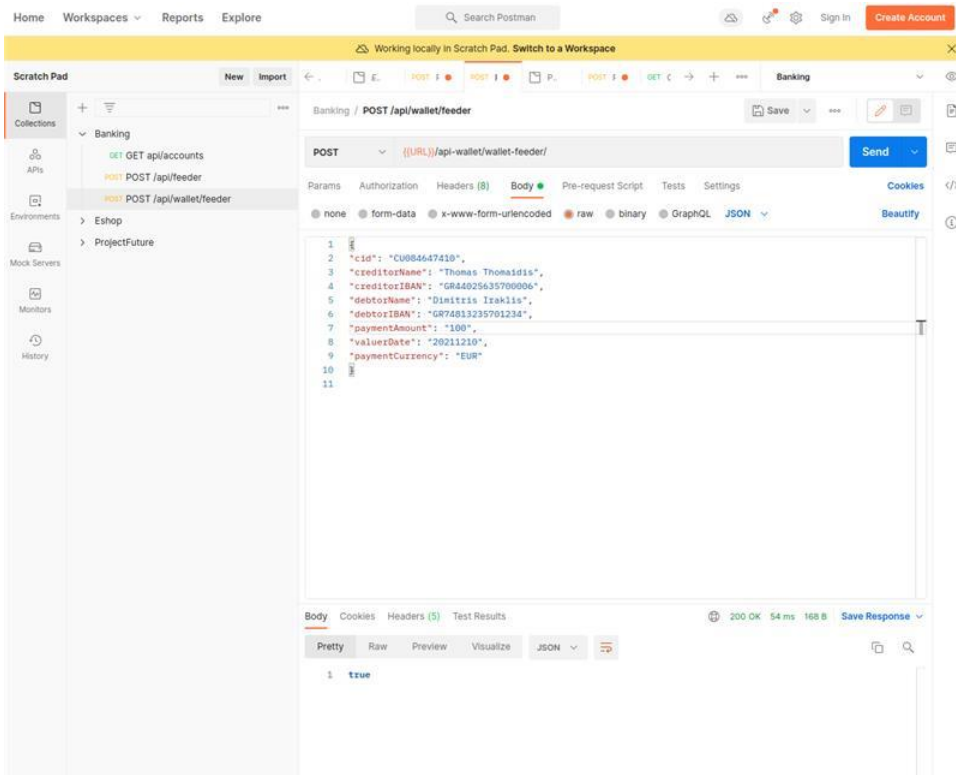 Home Workspaces Reports Explore Search Postman Sign In Create Account
Working locally in Scratch Pad. Switch to a Workspace
Scratch Pad New Import E.. POST F POST F P.. POST F GET C Banking
Collections
APIs
Environments
Mock Servers
Monitors
History
Banking
GET GET api/accounts
POST POST /api/feeder
POST POST /api/wallet/feeder
Eshop
ProjectFuture
Banking / POST /api/wallet/feeder Save
POST {{URL}}/api-wallet/wallet-feeder/ Send
Params Authorization Headers (8) Body Pre-request Script Tests Settings Cookies
none form-data x-www-form-urlencoded raw binary GraphQL JSON Beautify
1 {
2 "cid": "CU084647410",
3 "creditorName": "Thomas Thomaidis",
4 "creditorIBAN": "GR44025635700006",
5 "debtorName": "Dimitris Iraklis",
6 "debtorIBAN": "GR74813235701234",
7 "paymentAmount": "100",
8 "valuerDate": "20211210",
9 "paymentCurrency": "EUR"
10 }
11
Body Cookies Headers (5) Test Results 200 OK 54 ms 168 B Save Response
Pretty Raw Preview Visualize JSON
1 true